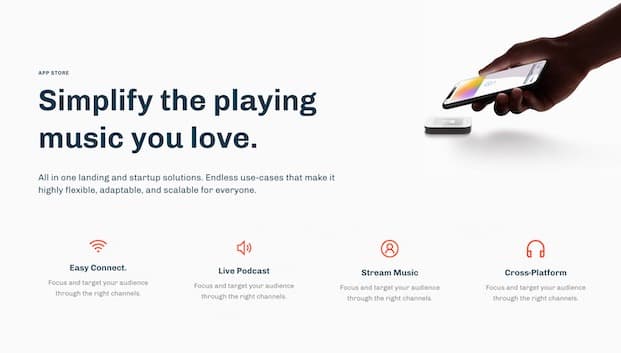 APP STORE
Simplify the playing
music you love.
All in one landing and startup solutions. Endless use-cases that make it
highly flexible, adaptable, and scalable for everyone.
Easy Connect.
Focus and target your audience
through the right channels.
Live Podcast
Focus and target your audience
through the right channels.
Stream Music
Focus and target your audience
through the right channels.
Cross-Platform
Focus and target your audience
through the right channels.